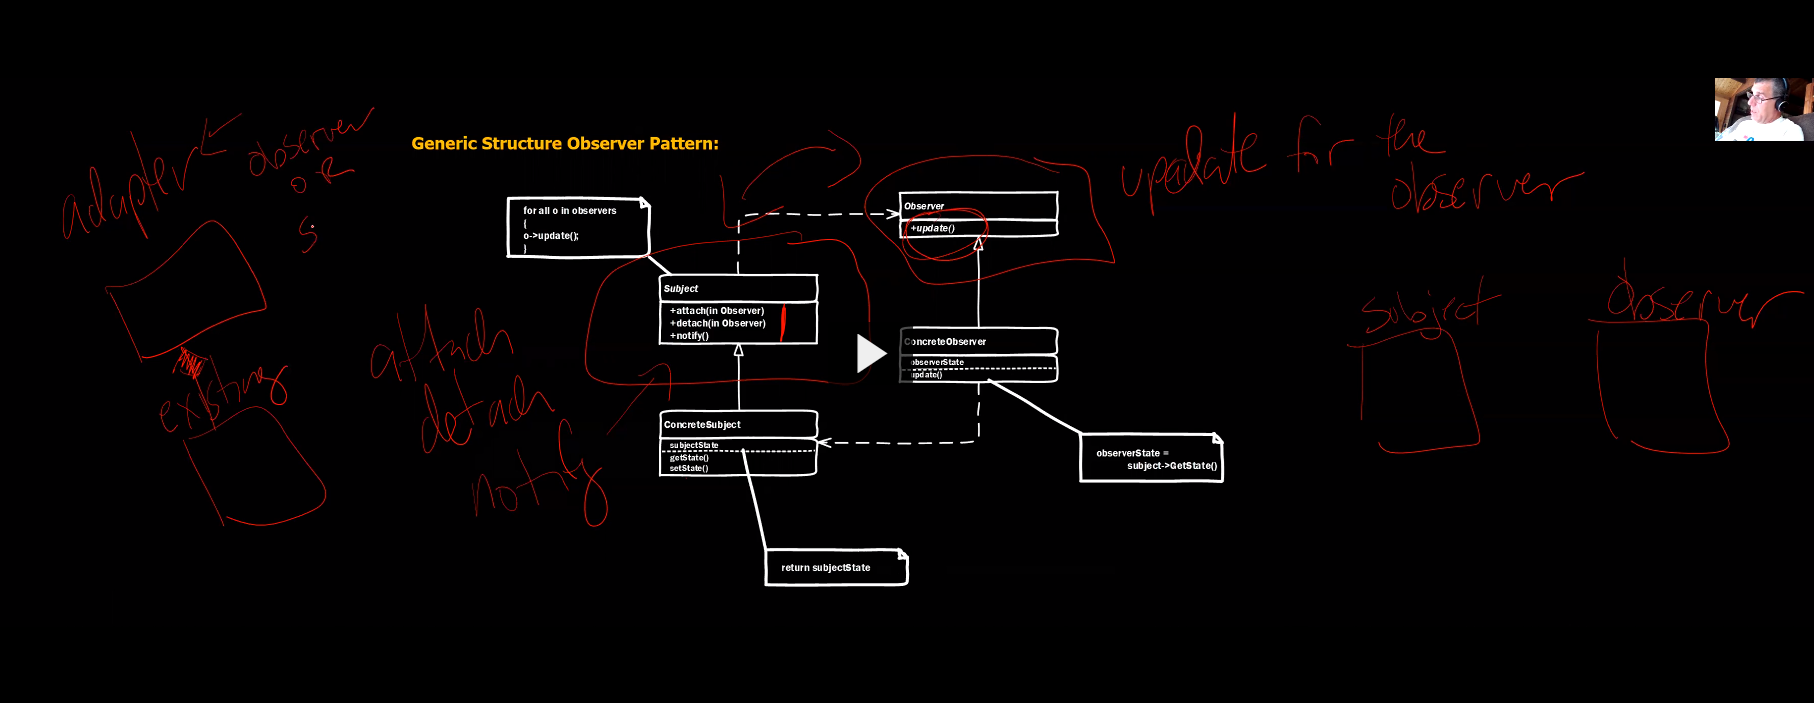 Generic Structure Observer Pattern:
adapter
observer
or
s
existing
for all o in observers
{
o->update();
}
Observer
+update()
update for the
observer
Subject
+attach(in Observer)
+detach(in Observer)
+notify()
attach
detach
notify
ConcreteObserver
observerState
update()
subject
observer
ConcreteSubject
subjectState
getState()
setState()
observerState =
subject->GetState()
return subjectState